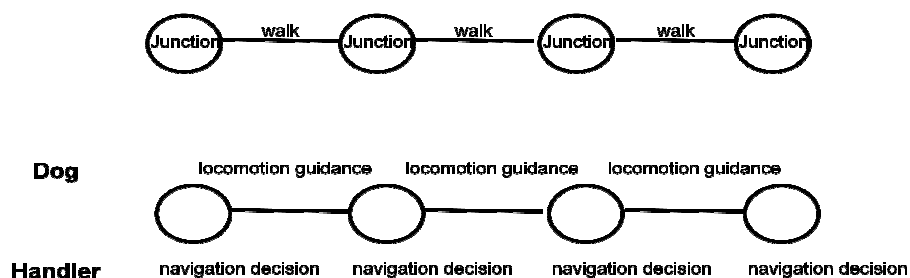 walk walk walk
Junction Junction Junction Junction
locomotion guidance locomotion guidance locomotion guidance
Dog
Handler navigation decision navigation decision navigation decision navigation decision